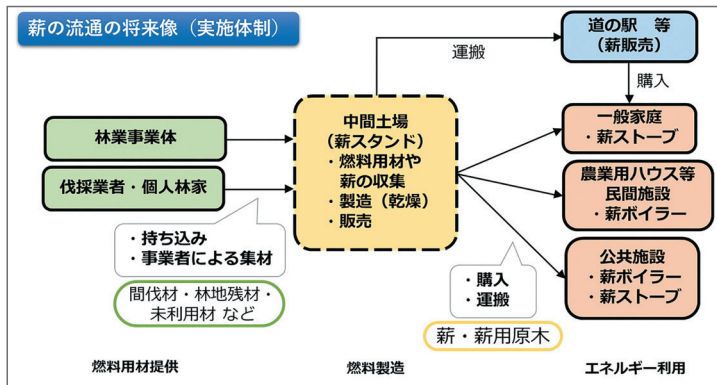 薪の流通の将来像（実施体制）
道の駅 等
（薪販売）
運搬
購入
中間土場
（薪スタンド）
・燃料用材や
薪の収集
・製造（乾燥）
・販売
林業事業体
伐採業者・個人林家
一般家庭
・薪ストーブ
農業用ハウス等
民間施設
・薪ボイラー
公共施設
・薪ボイラー
・薪ストーブ
・持ち込み
・事業者による集材
間伐材・林地残材・
未利用材 など
・購入
・運搬
薪・薪用原木
燃料用材提供
燃料製造
エネルギー利用